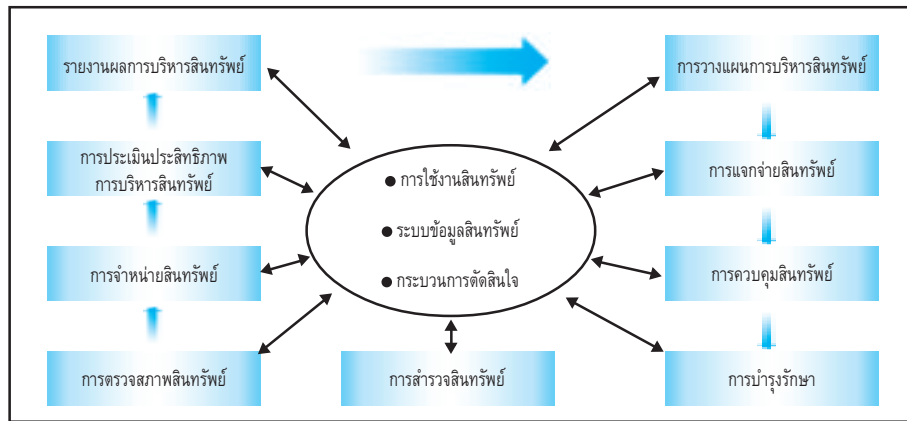 รายงานผลการบริหารสินทรัพย์
การวางแผนการบริหารสินทรัพย์
การประเมินประสิทธิภาพ
การบริหารสินทรัพย์
การแจกจ่ายสินทรัพย์
● การใช้งานสินทรัพย์
● ระบบข้อมูลสินทรัพย์
● กระบวนการตัดสินใจ
การจำหน่ายสินทรัพย์
การควบคุมสินทรัพย์
การตรวจสภาพสินทรัพย์
การสำรวจสินทรัพย์
การบำรุงรักษา